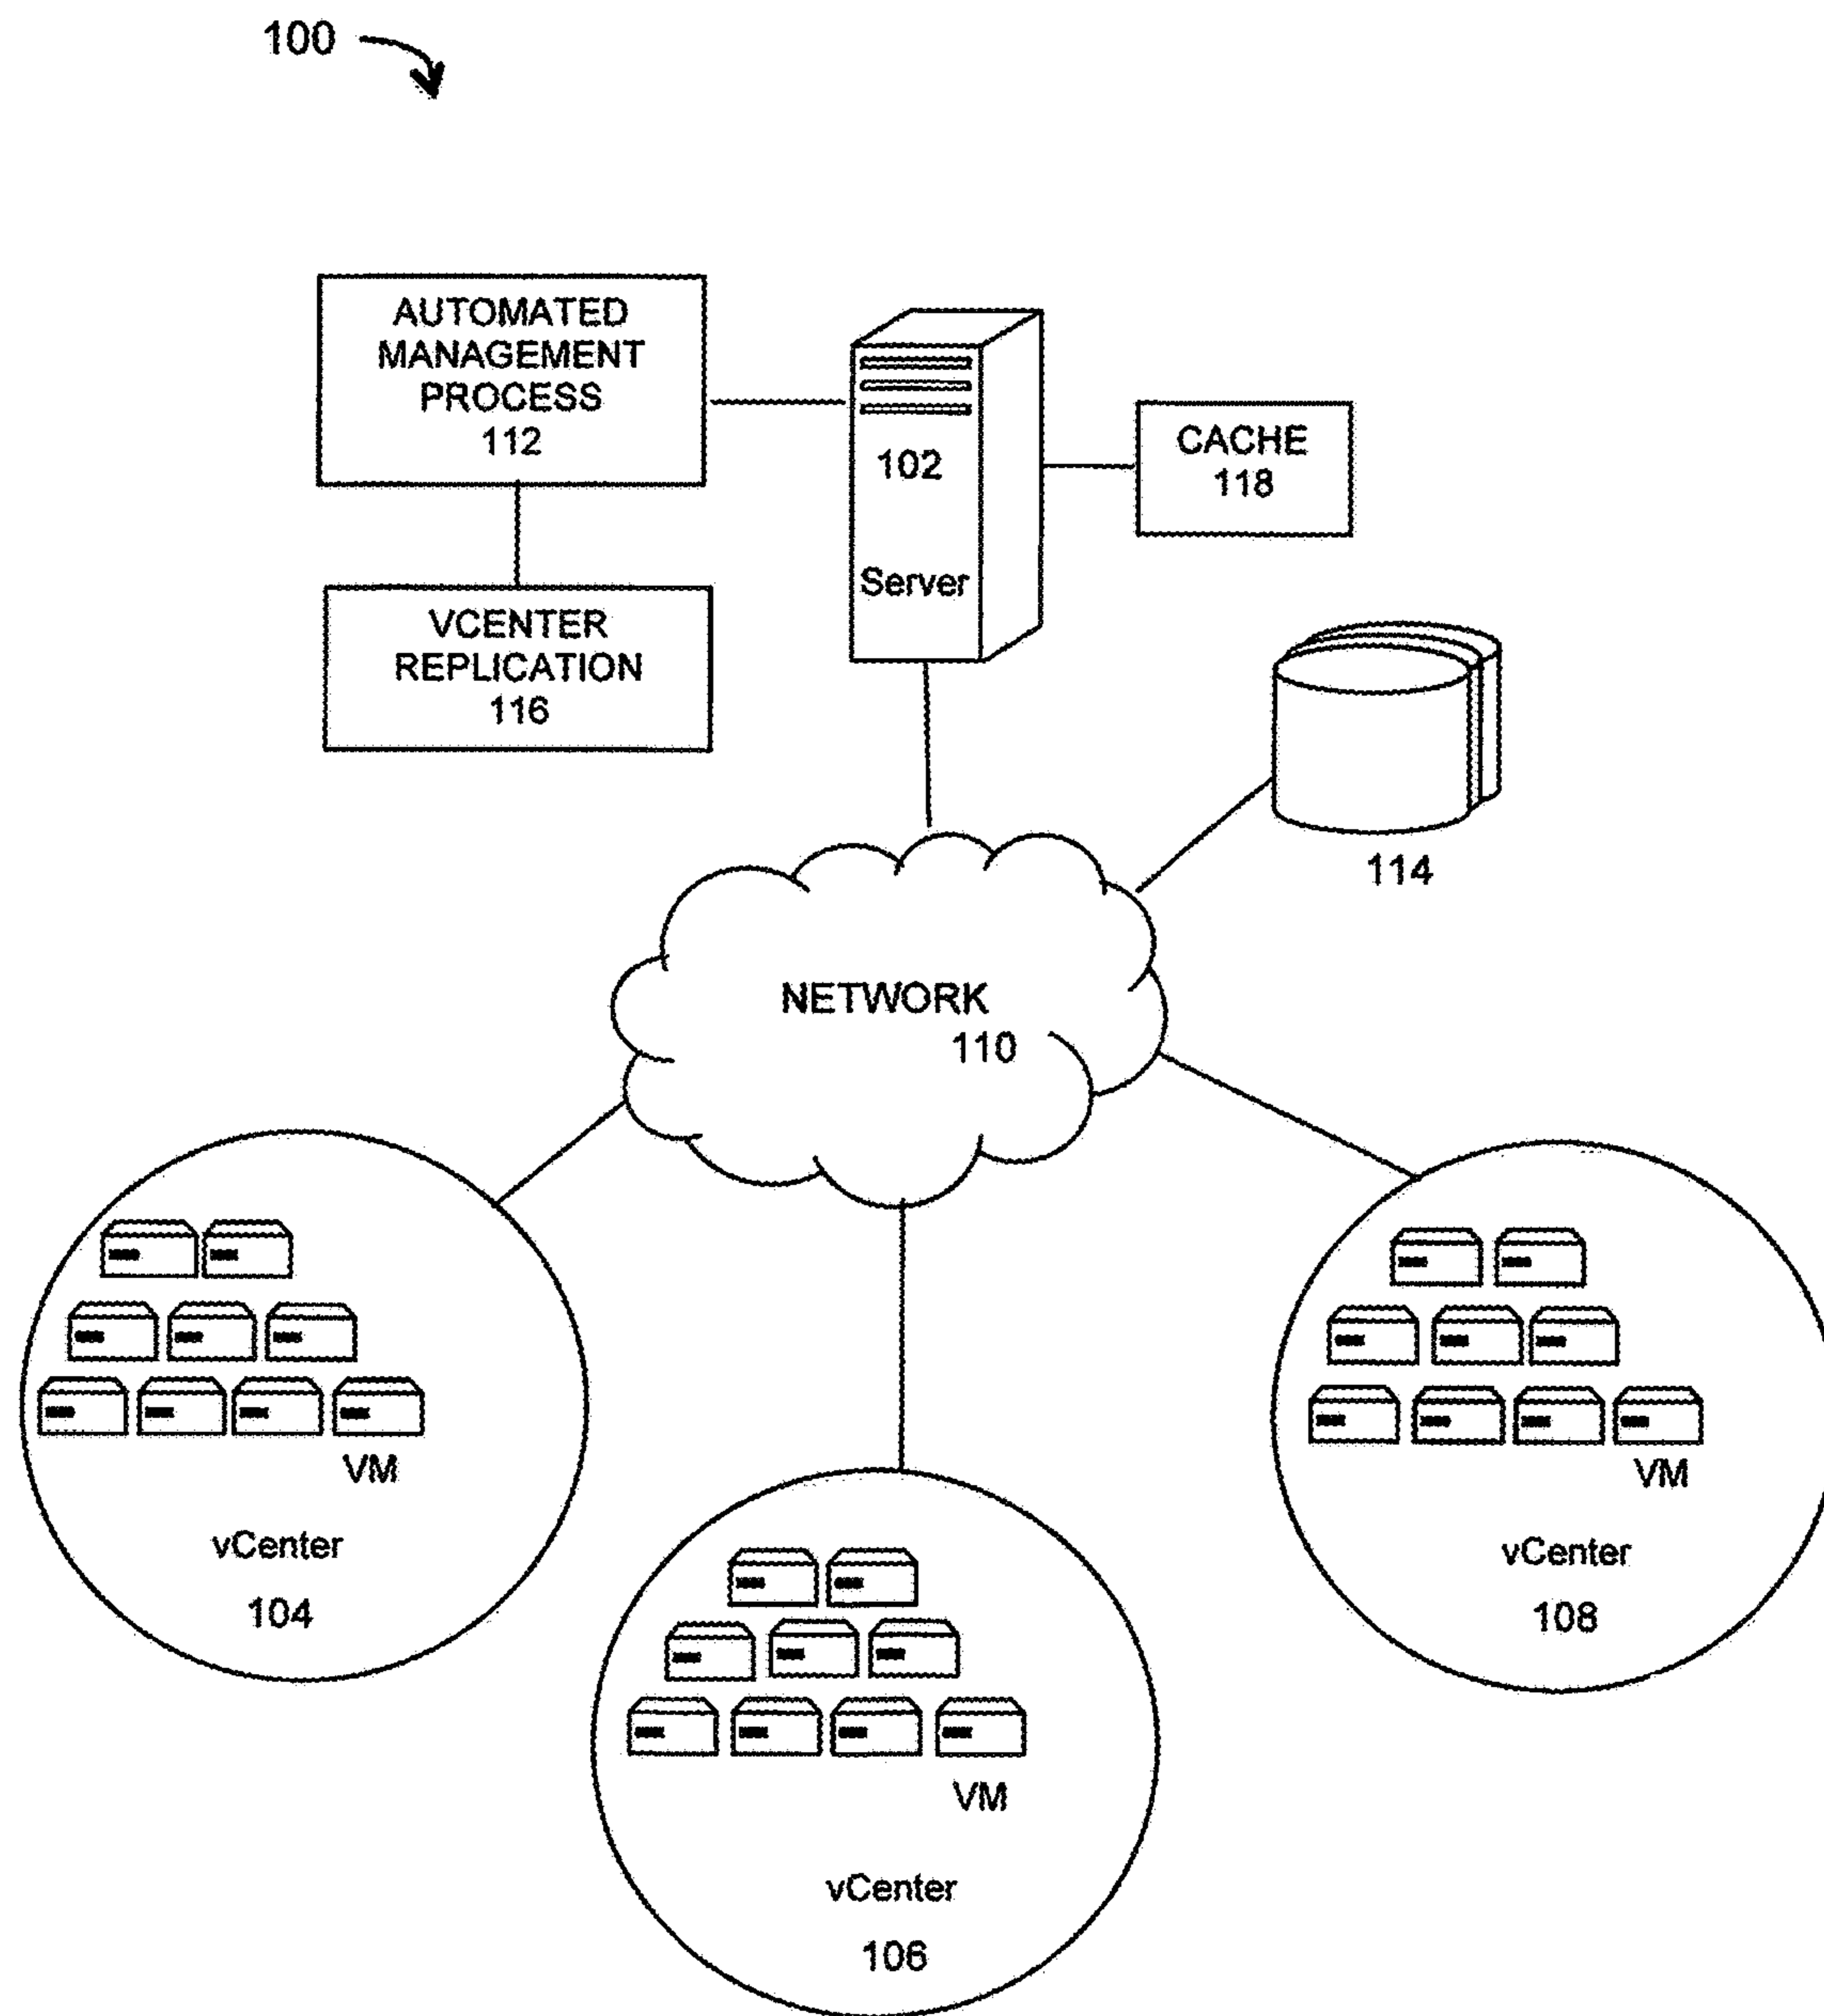 100
AUTOMATED
MANAGEMENT
PROCESS
112
102
Server
CACHE
118
VCENTER
REPLICATION
116
114
NETWORK
110
VM
vCenter
104
VM
vCenter
108
VM
vCenter
106